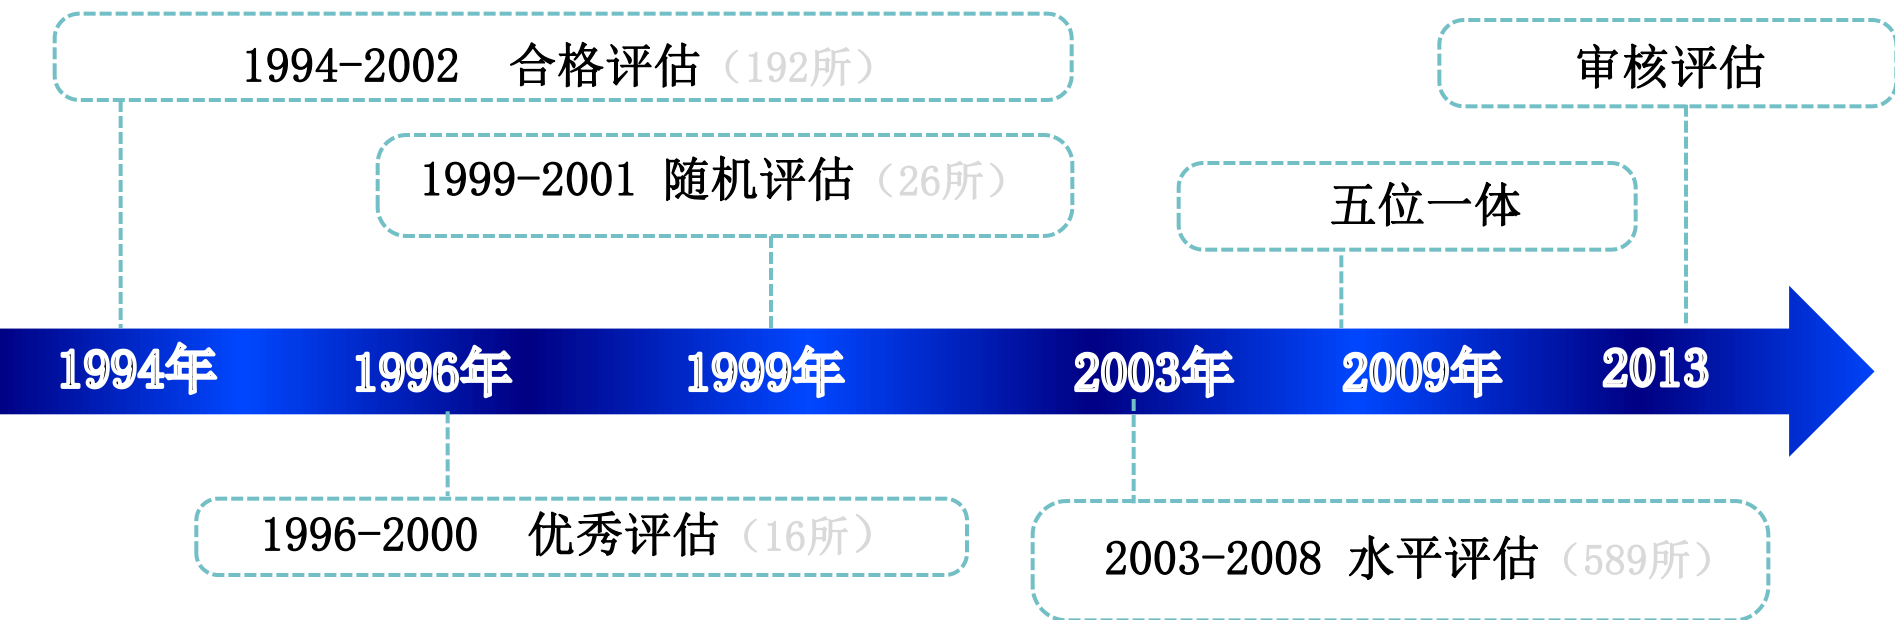 1994-2002 合格评估（192所）
审核评估
1999-2001 随机评估（26所）
五位一体
1994年 1996年 1999年 2003年 2009年 2013
1996-2000 优秀评估（16所）
2003-2008 水平评估（589所）